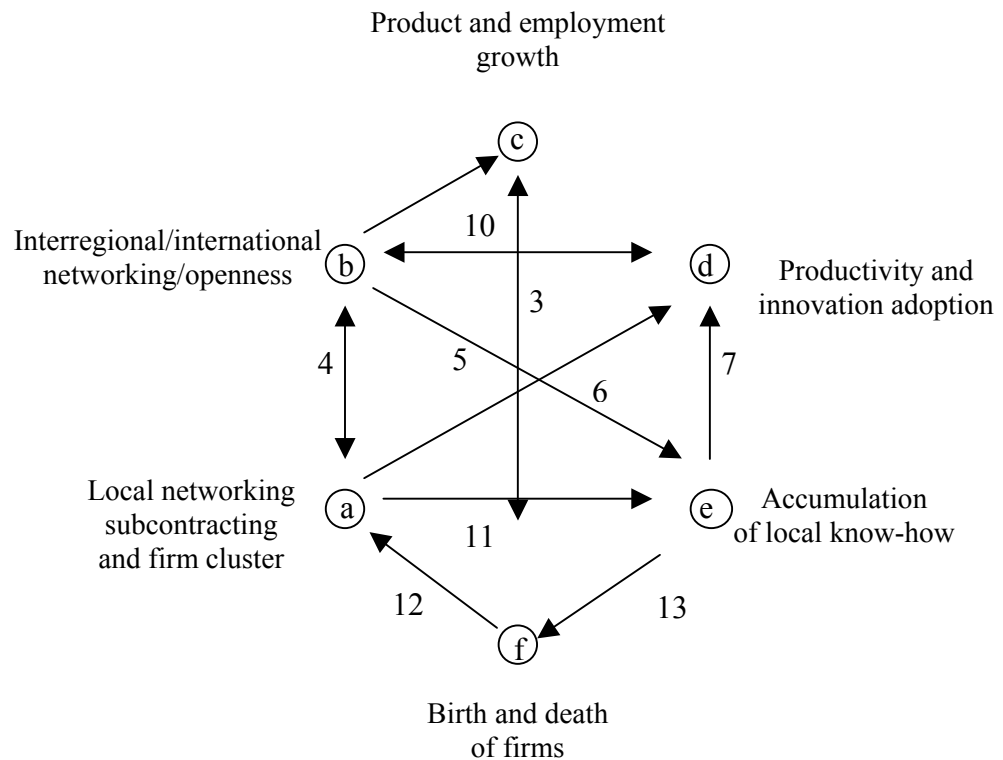 Product and employment
growth
c
10
Interregional/international
networking/openness
b
d
Productivity and
innovation adoption
3
4
5
6
7
Local networking
subcontracting
and firm cluster
a
e
Accumulation
of local know-how
11
12
13
f
Birth and death
of firms